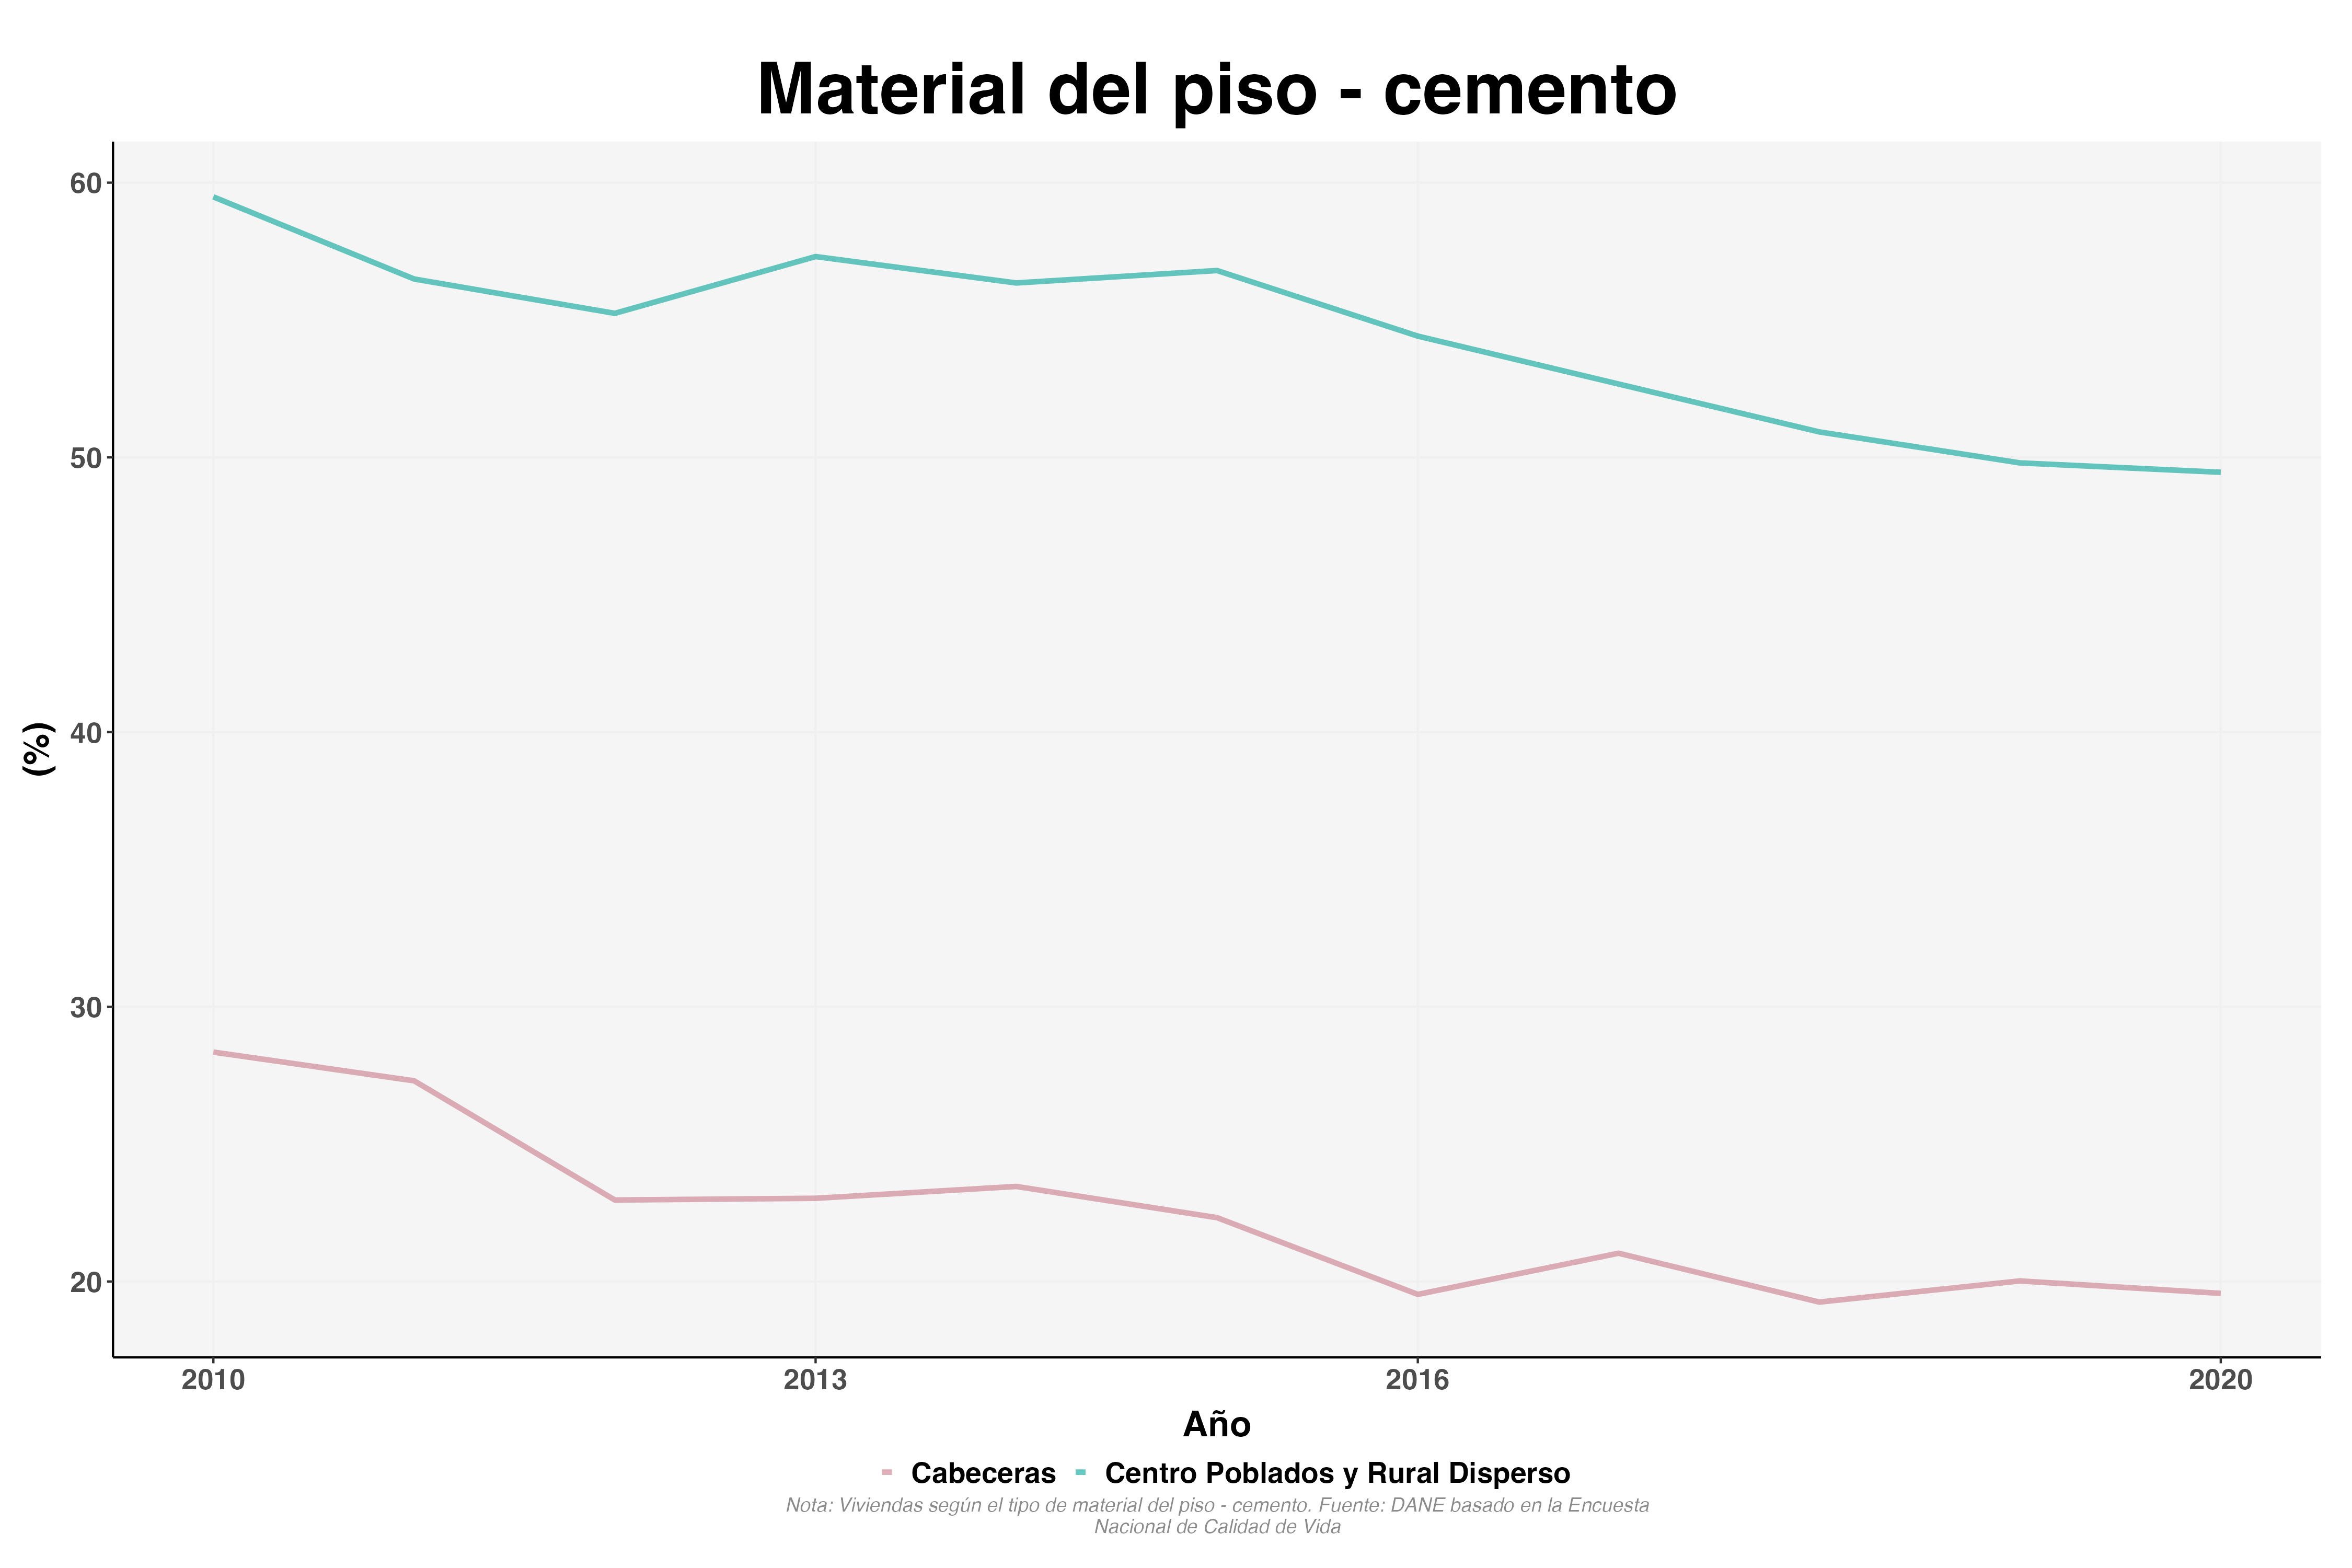 Material del piso - cemento
60
50
40
30
20
(%)
2010
2013
2016
2020
Año
Cabeceras
Centro Poblados y Rural Disperso
Nota: Viviendas según el tipo de material del piso - cemento. Fuente: DANE basado en la Encuesta
Nacional de Calidad de Vida